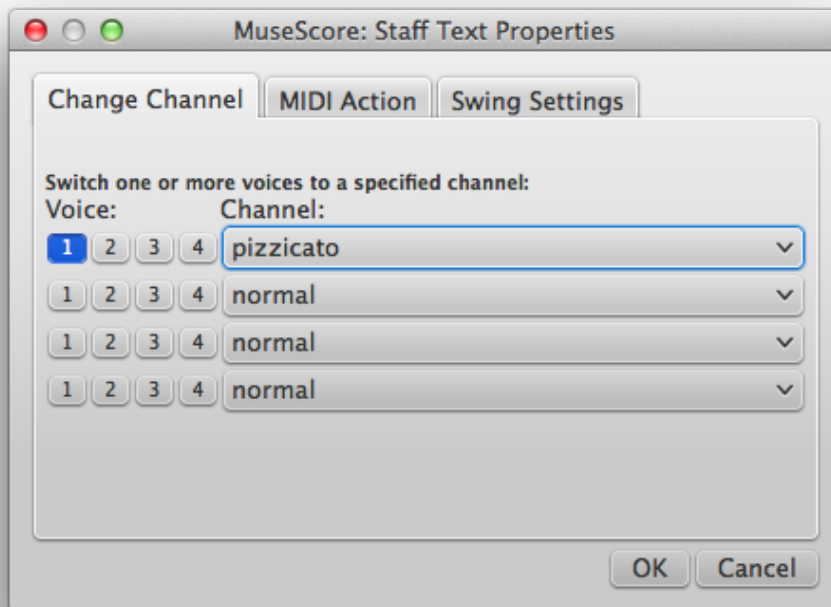 MuseScore: Staff Text Properties
Change Channel MIDI Action Swing Settings
Switch one or more voices to a specified channel:
Voice: Channel:
1 2 3 4 pizzicato
1 2 3 4 normal
1 2 3 4 normal
1 2 3 4 normal
OK Cancel